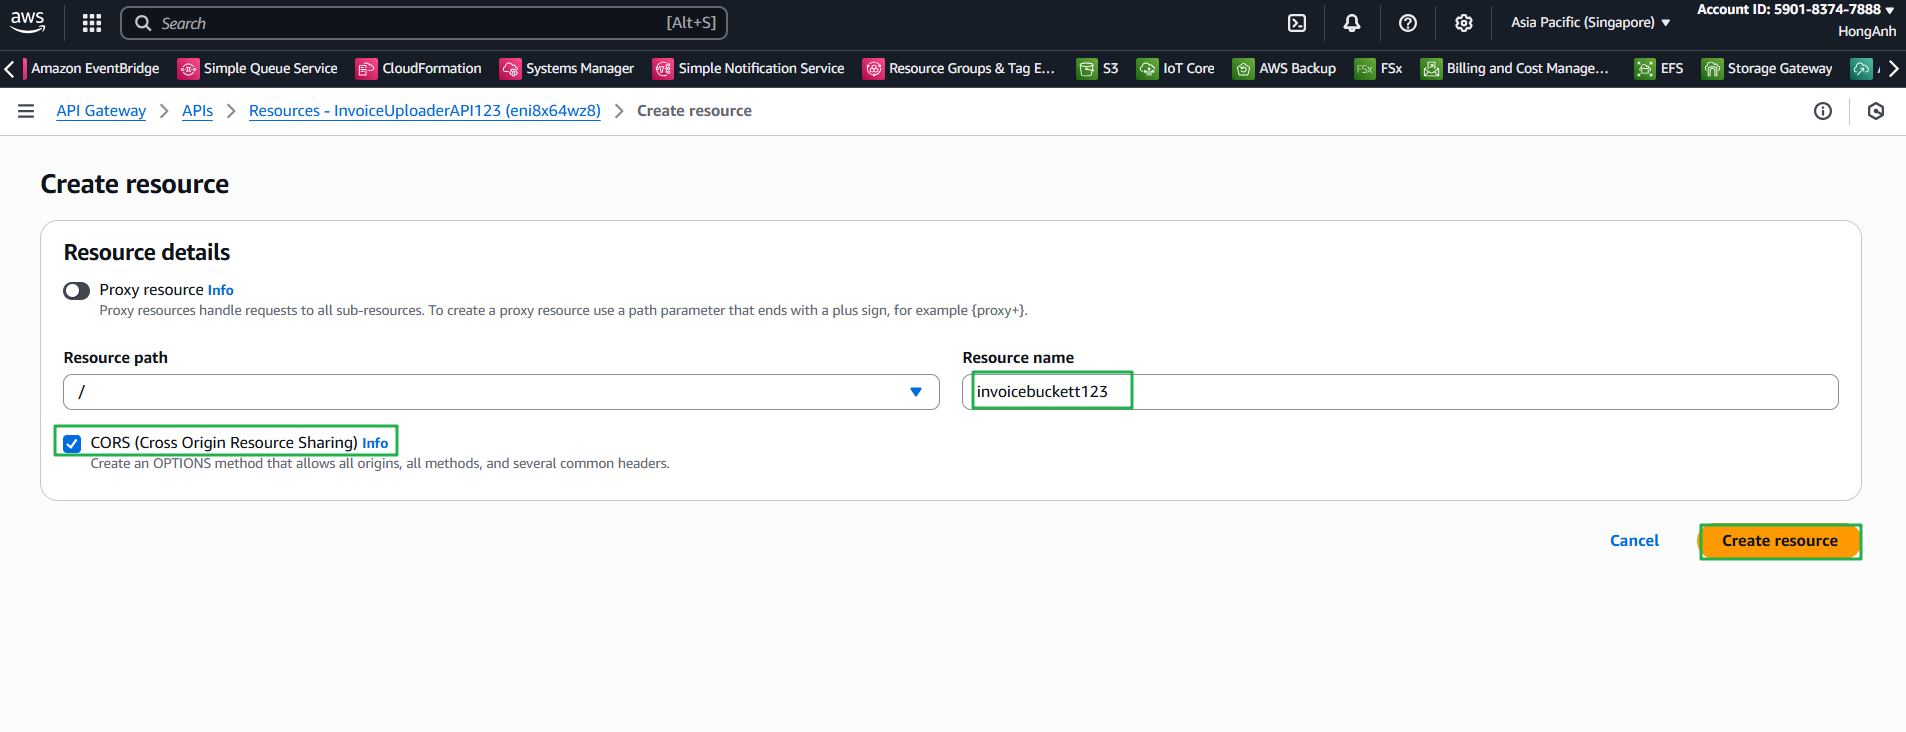 aws Search [Alt+S] Asia Pacific (Singapore) Account ID: 5901-8374-7888
HongAnh
Amazon EventBridge Simple Queue Service CloudFormation Systems Manager Simple Notification Service Resource Groups & Tag E... S3 IoT Core AWS Backup FSx FSx Billing and Cost Manage... EFS Storage Gateway
API Gateway APIs Resources - InvoiceUploaderAPI123 (eni8x64wz8) Create resource
Create resource
Resource details
Proxy resource Info
Proxy resources handle requests to all sub-resources. To create a proxy resource use a path parameter that ends with a plus sign, for example {proxy+}.
Resource path Resource name
/ invoicebuckett123
CORS (Cross Origin Resource Sharing) Info
Create an OPTIONS method that allows all origins, all methods, and several common headers.
Cancel Create resource